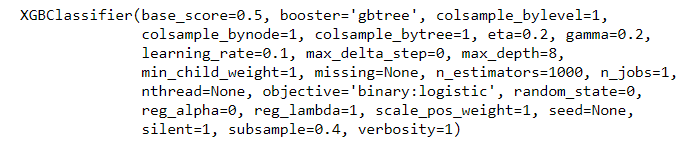 XGBClassifier(base_score=0.5, booster='gbtree', colsample_bylevel=1,
colsample_bynode=1, colsample_bytree=1, eta=0.2, gamma=0.2,
learning_rate=0.1, max_delta_step=0, max_depth=8,
min_child_weight=1, missing=None, n_estimators=1000, n_jobs=1,
nthread=None, objective='binary:logistic', random_state=0,
reg_alpha=0, reg_lambda=1, scale_pos_weight=1, seed=None,
silent=1, subsample=0.4, verbosity=1)